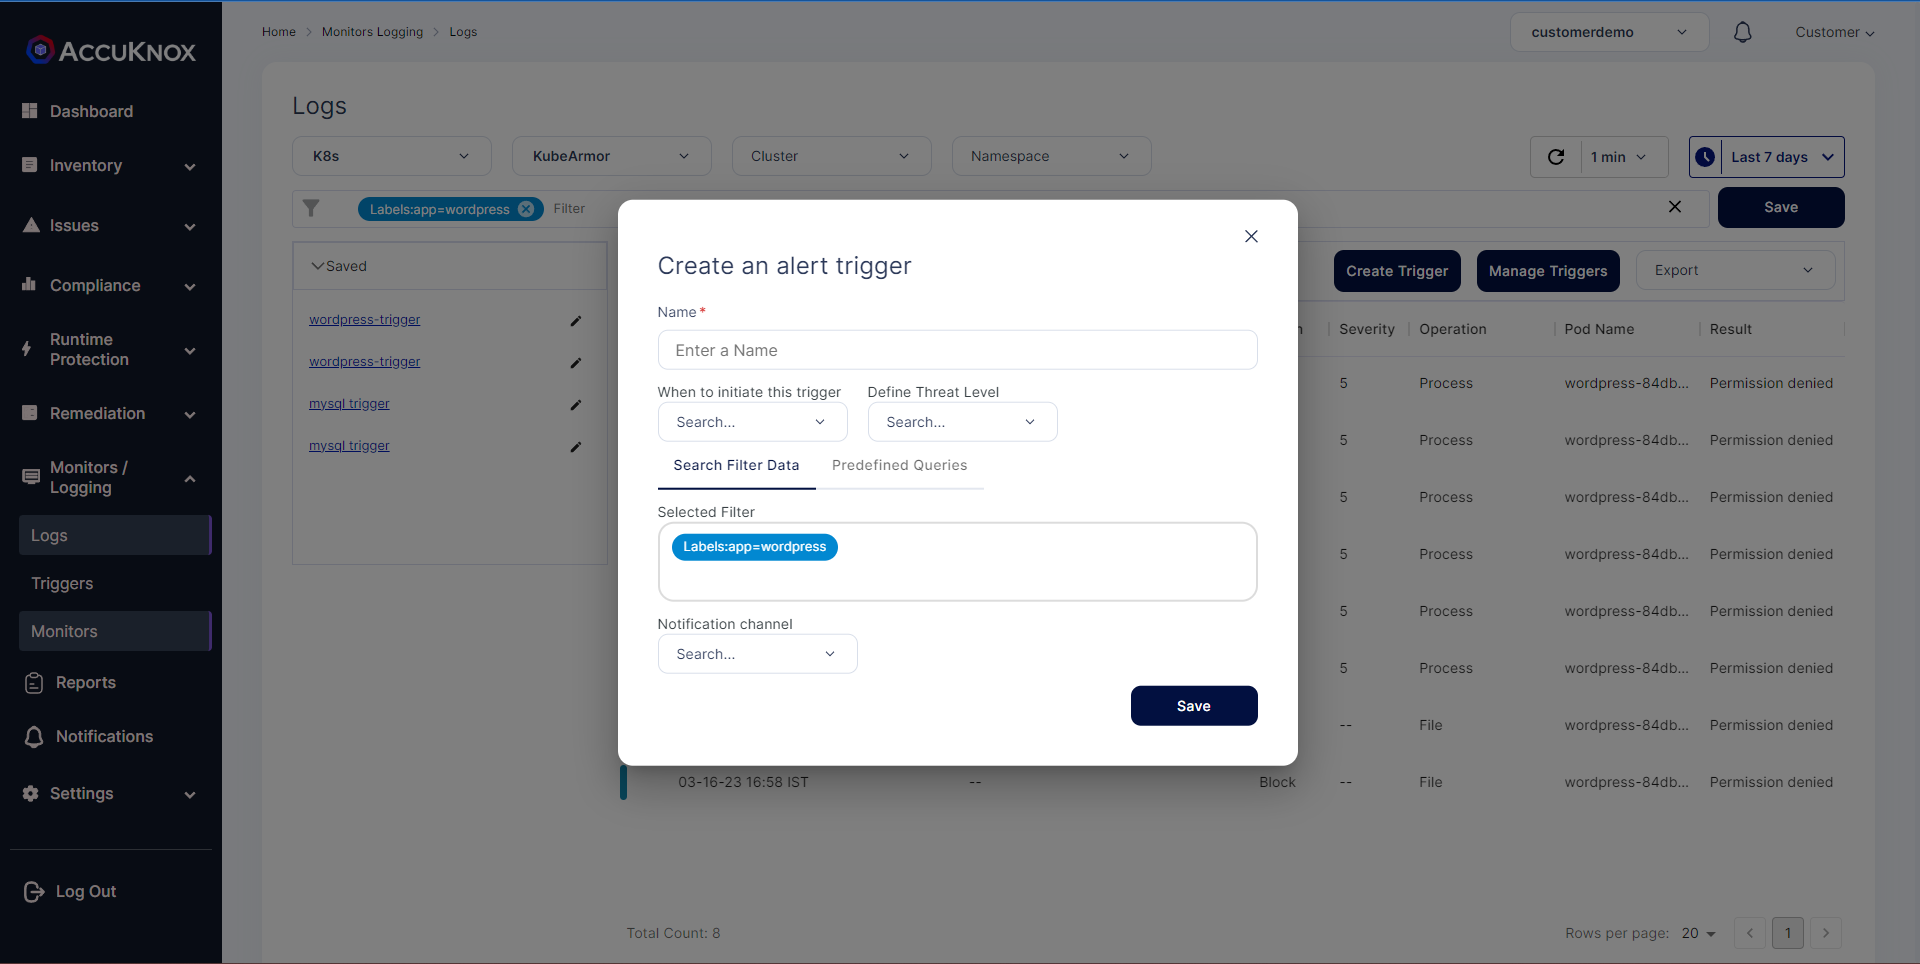 ACCUKNOX
Dashboard
Inventory
Issues
Compliance
Runtime
Protection
Remediation
Monitors /
Logging
Logs
Triggers
Monitors
Reports
Notifications
Settings
Log Out
Home > Monitors Logging > Logs
customerdemo
Customer
Logs
K8s
KubeArmor
Cluster
Namespace
1 min
Last 7 days
Labels:app=wordpress
Filter
Save
Saved
wordpress-trigger
wordpress-trigger
mysql trigger
mysql trigger
Create Trigger
Manage Triggers
Export
Severity Operation Pod Name Result
5 Process wordpress-84db... Permission denied
5 Process wordpress-84db... Permission denied
5 Process wordpress-84db... Permission denied
5 Process wordpress-84db... Permission denied
5 Process wordpress-84db... Permission denied
5 Process wordpress-84db... Permission denied
-- File wordpress-84db... Permission denied
03-16-23 16:58 IST -- Block -- File wordpress-84db... Permission denied
Create an alert trigger
Name*
Enter a Name
When to initiate this trigger
Search...
Define Threat Level
Search...
Search Filter Data
Predefined Queries
Selected Filter
Labels:app=wordpress
Notification channel
Search...
Save
Total Count: 8
Rows per page: 20
< 1 >